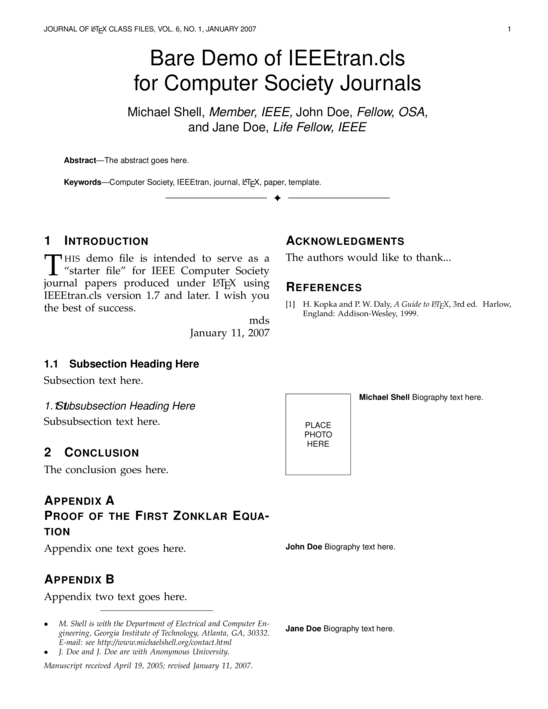 JOURNAL OF LATEX CLASS FILES, VOL. 6, NO. 1, JANUARY 2007
1
Bare Demo of IEEEtran.cls
for Computer Society Journals
Michael Shell, Member, IEEE, John Doe, Fellow, OSA,
and Jane Doe, Life Fellow, IEEE
Abstract—The abstract goes here.
Keywords—Computer Society, IEEEtran, journal, LATEX, paper, template.
1 INTRODUCTION
THIS demo file is intended to serve as a
“starter file” for IEEE Computer Society
journal papers produced under LATEX using
IEEEtran.cls version 1.7 and later. I wish you
the best of success.
mds
January 11, 2007
1.1 Subsection Heading Here
Subsection text here.
1.1.1 Subsubsection Heading Here
Subsubsection text here.
2 CONCLUSION
The conclusion goes here.
APPENDIX A
PROOF OF THE FIRST ZONKLAR EQUA-
TION
Appendix one text goes here.
APPENDIX B
Appendix two text goes here.
• M. Shell is with the Department of Electrical and Computer En-
gineering, Georgia Institute of Technology, Atlanta, GA, 30332.
E-mail: see http://www.michaelshell.org/contact.html
• J. Doe and J. Doe are with Anonymous University.
Manuscript received April 19, 2005; revised January 11, 2007.
ACKNOWLEDGMENTS
The authors would like to thank...
REFERENCES
[1] H. Kopka and P. W. Daly, A Guide to LATEX, 3rd ed. Harlow,
England: Addison-Wesley, 1999.
PLACE
PHOTO
HERE
Michael Shell Biography text here.
John Doe Biography text here.
Jane Doe Biography text here.